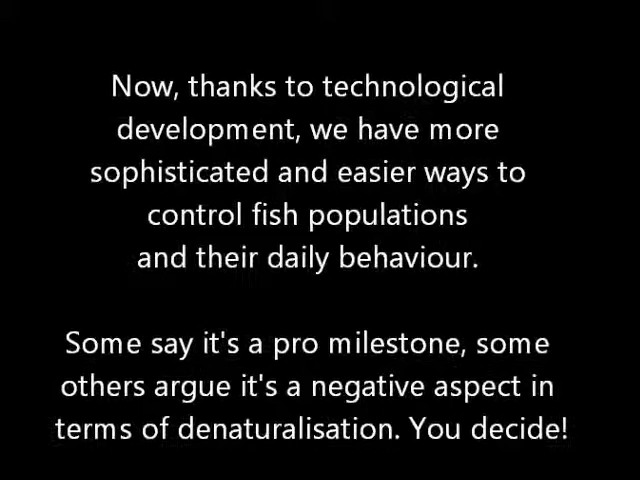 Now, thanks to technological
development, we have more
sophisticated and easier ways to
control fish populations
and their daily behaviour.
Some say it's a pro milestone, some
others argue it's a negative aspect in
terms of denaturalisation. You decide!